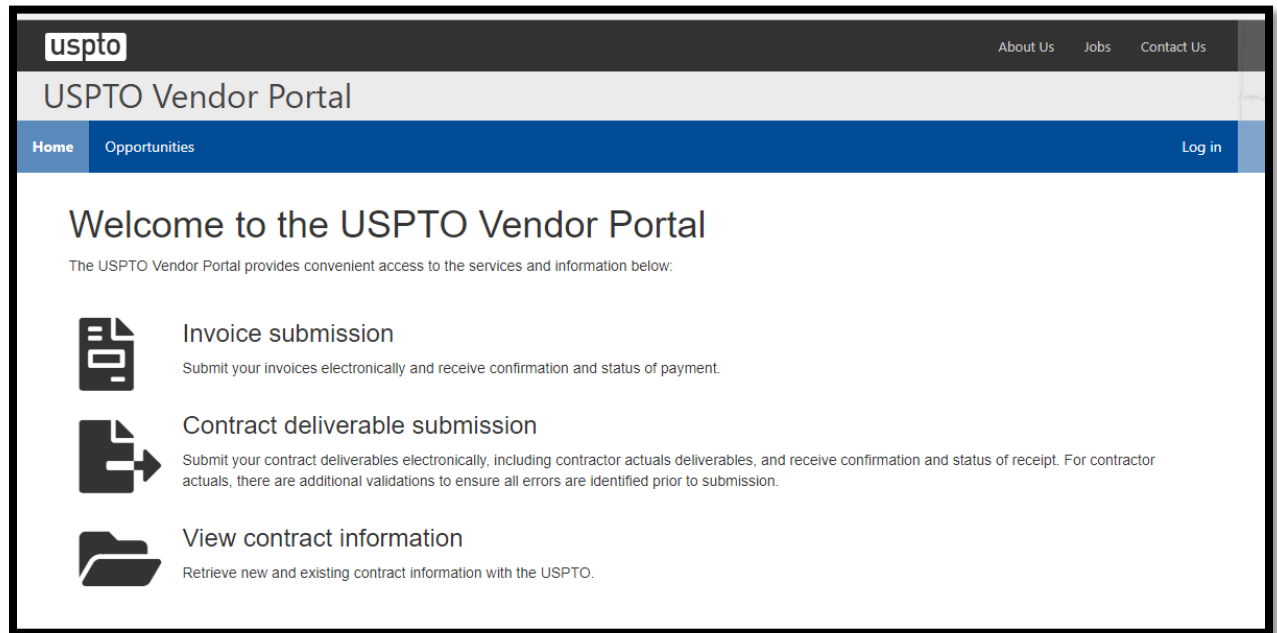 uspto
About Us Jobs Contact Us
USPTO Vendor Portal
Home Opportunities Log in
Welcome to the USPTO Vendor Portal
The USPTO Vendor Portal provides convenient access to the services and information below:
Invoice submission
Submit your invoices electronically and receive confirmation and status of payment.
Contract deliverable submission
Submit your contract deliverables electronically, including contractor actuals deliverables, and receive confirmation and status of receipt. For contractor
actuals, there are additional validations to ensure all errors are identified prior to submission.
View contract information
Retrieve new and existing contract information with the USPTO.